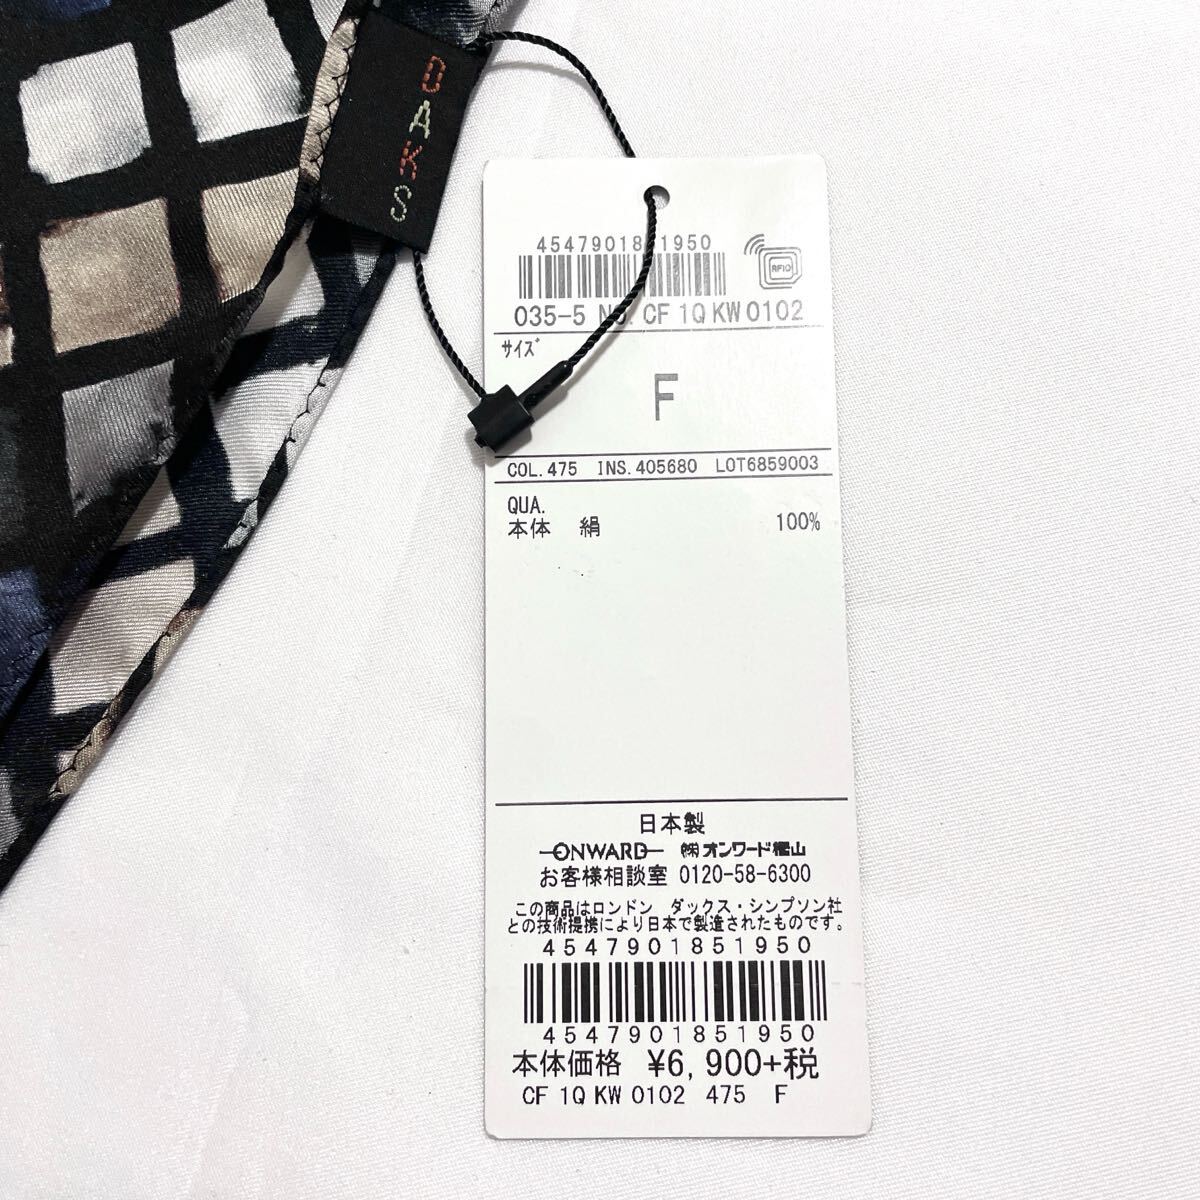 DAKS
4547901851950
RFID
035-5 NO. CF 1Q KW 0102
サイズ
F
COL.475 INS.405680 LOT6859003
QUA.
本体 絹 100%
日本製
ONWARD ㈱オンワード樫山
お客様相談室 0120-58-6300
この商品はロンドン ダックス・シンプソン社
との技術提携により日本で製造されたものです。
4547901851950
4547901851950
本体価格 ¥6,900+税
CF 1Q KW 0102 475 F